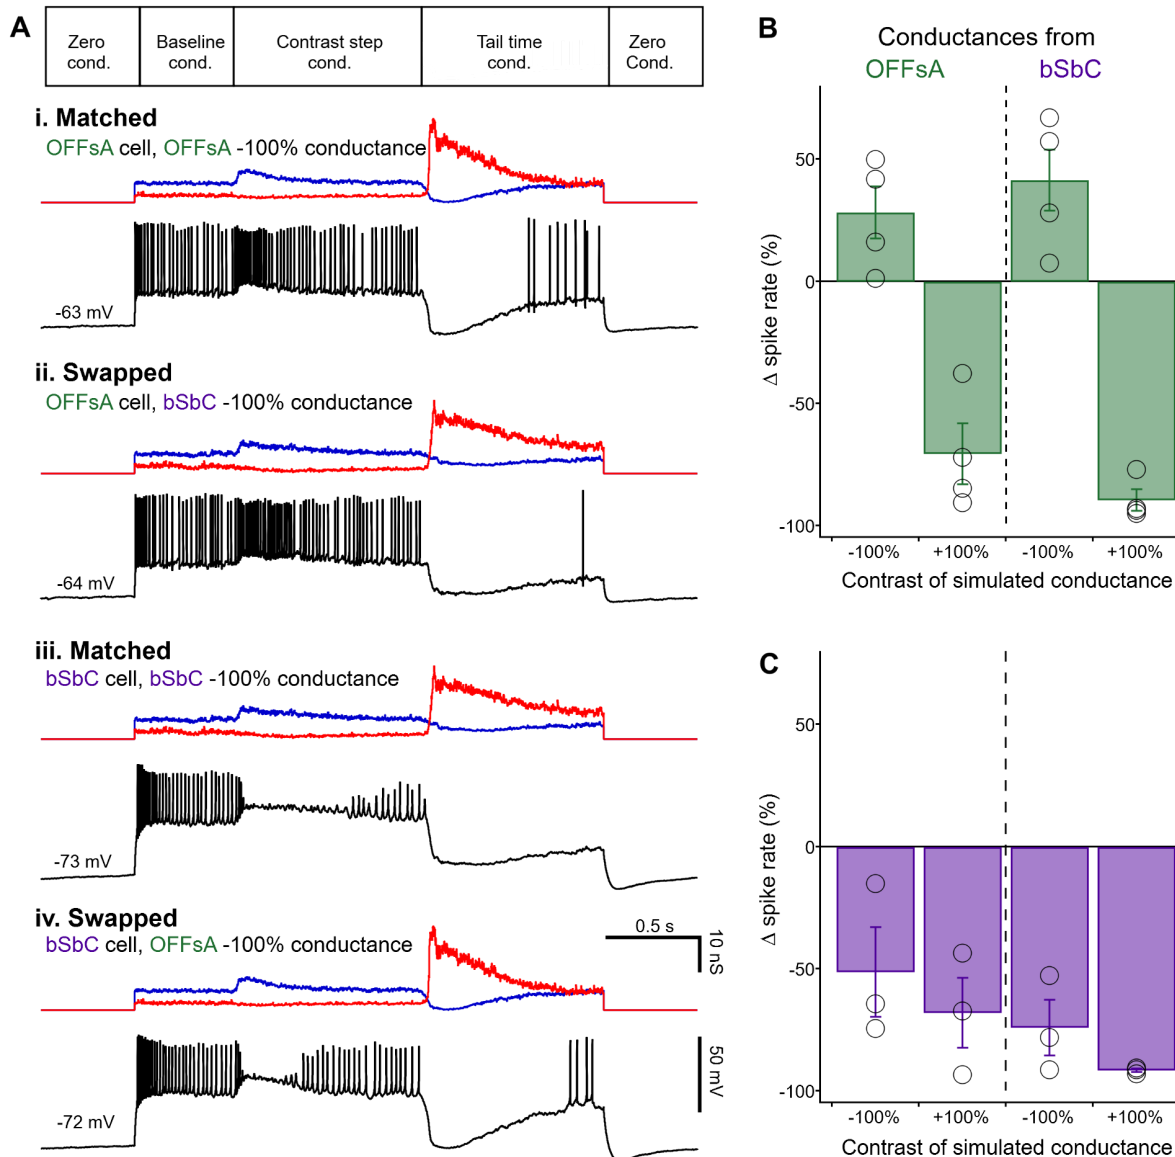 A
Zero cond.
Baseline cond.
Contrast step cond.
Tail time cond.
Zero Cond.
i. Matched
OFFsA cell, OFFsA -100% conductance
-63 mV
ii. Swapped
OFFsA cell, bSbC -100% conductance
-64 mV
iii. Matched
bSbC cell, bSbC -100% conductance
-73 mV
iv. Swapped
bSbC cell, OFFsA -100% conductance
0.5 s
10 nS
50 mV
-72 mV
B
Conductances from
OFFsA bSbC
Δ spike rate (%)
50
0
-50
-100
-100% +100% -100% +100%
Contrast of simulated conductance
C
Δ spike rate (%)
50
0
-50
-100
-100% +100% -100% +100%
Contrast of simulated conductance